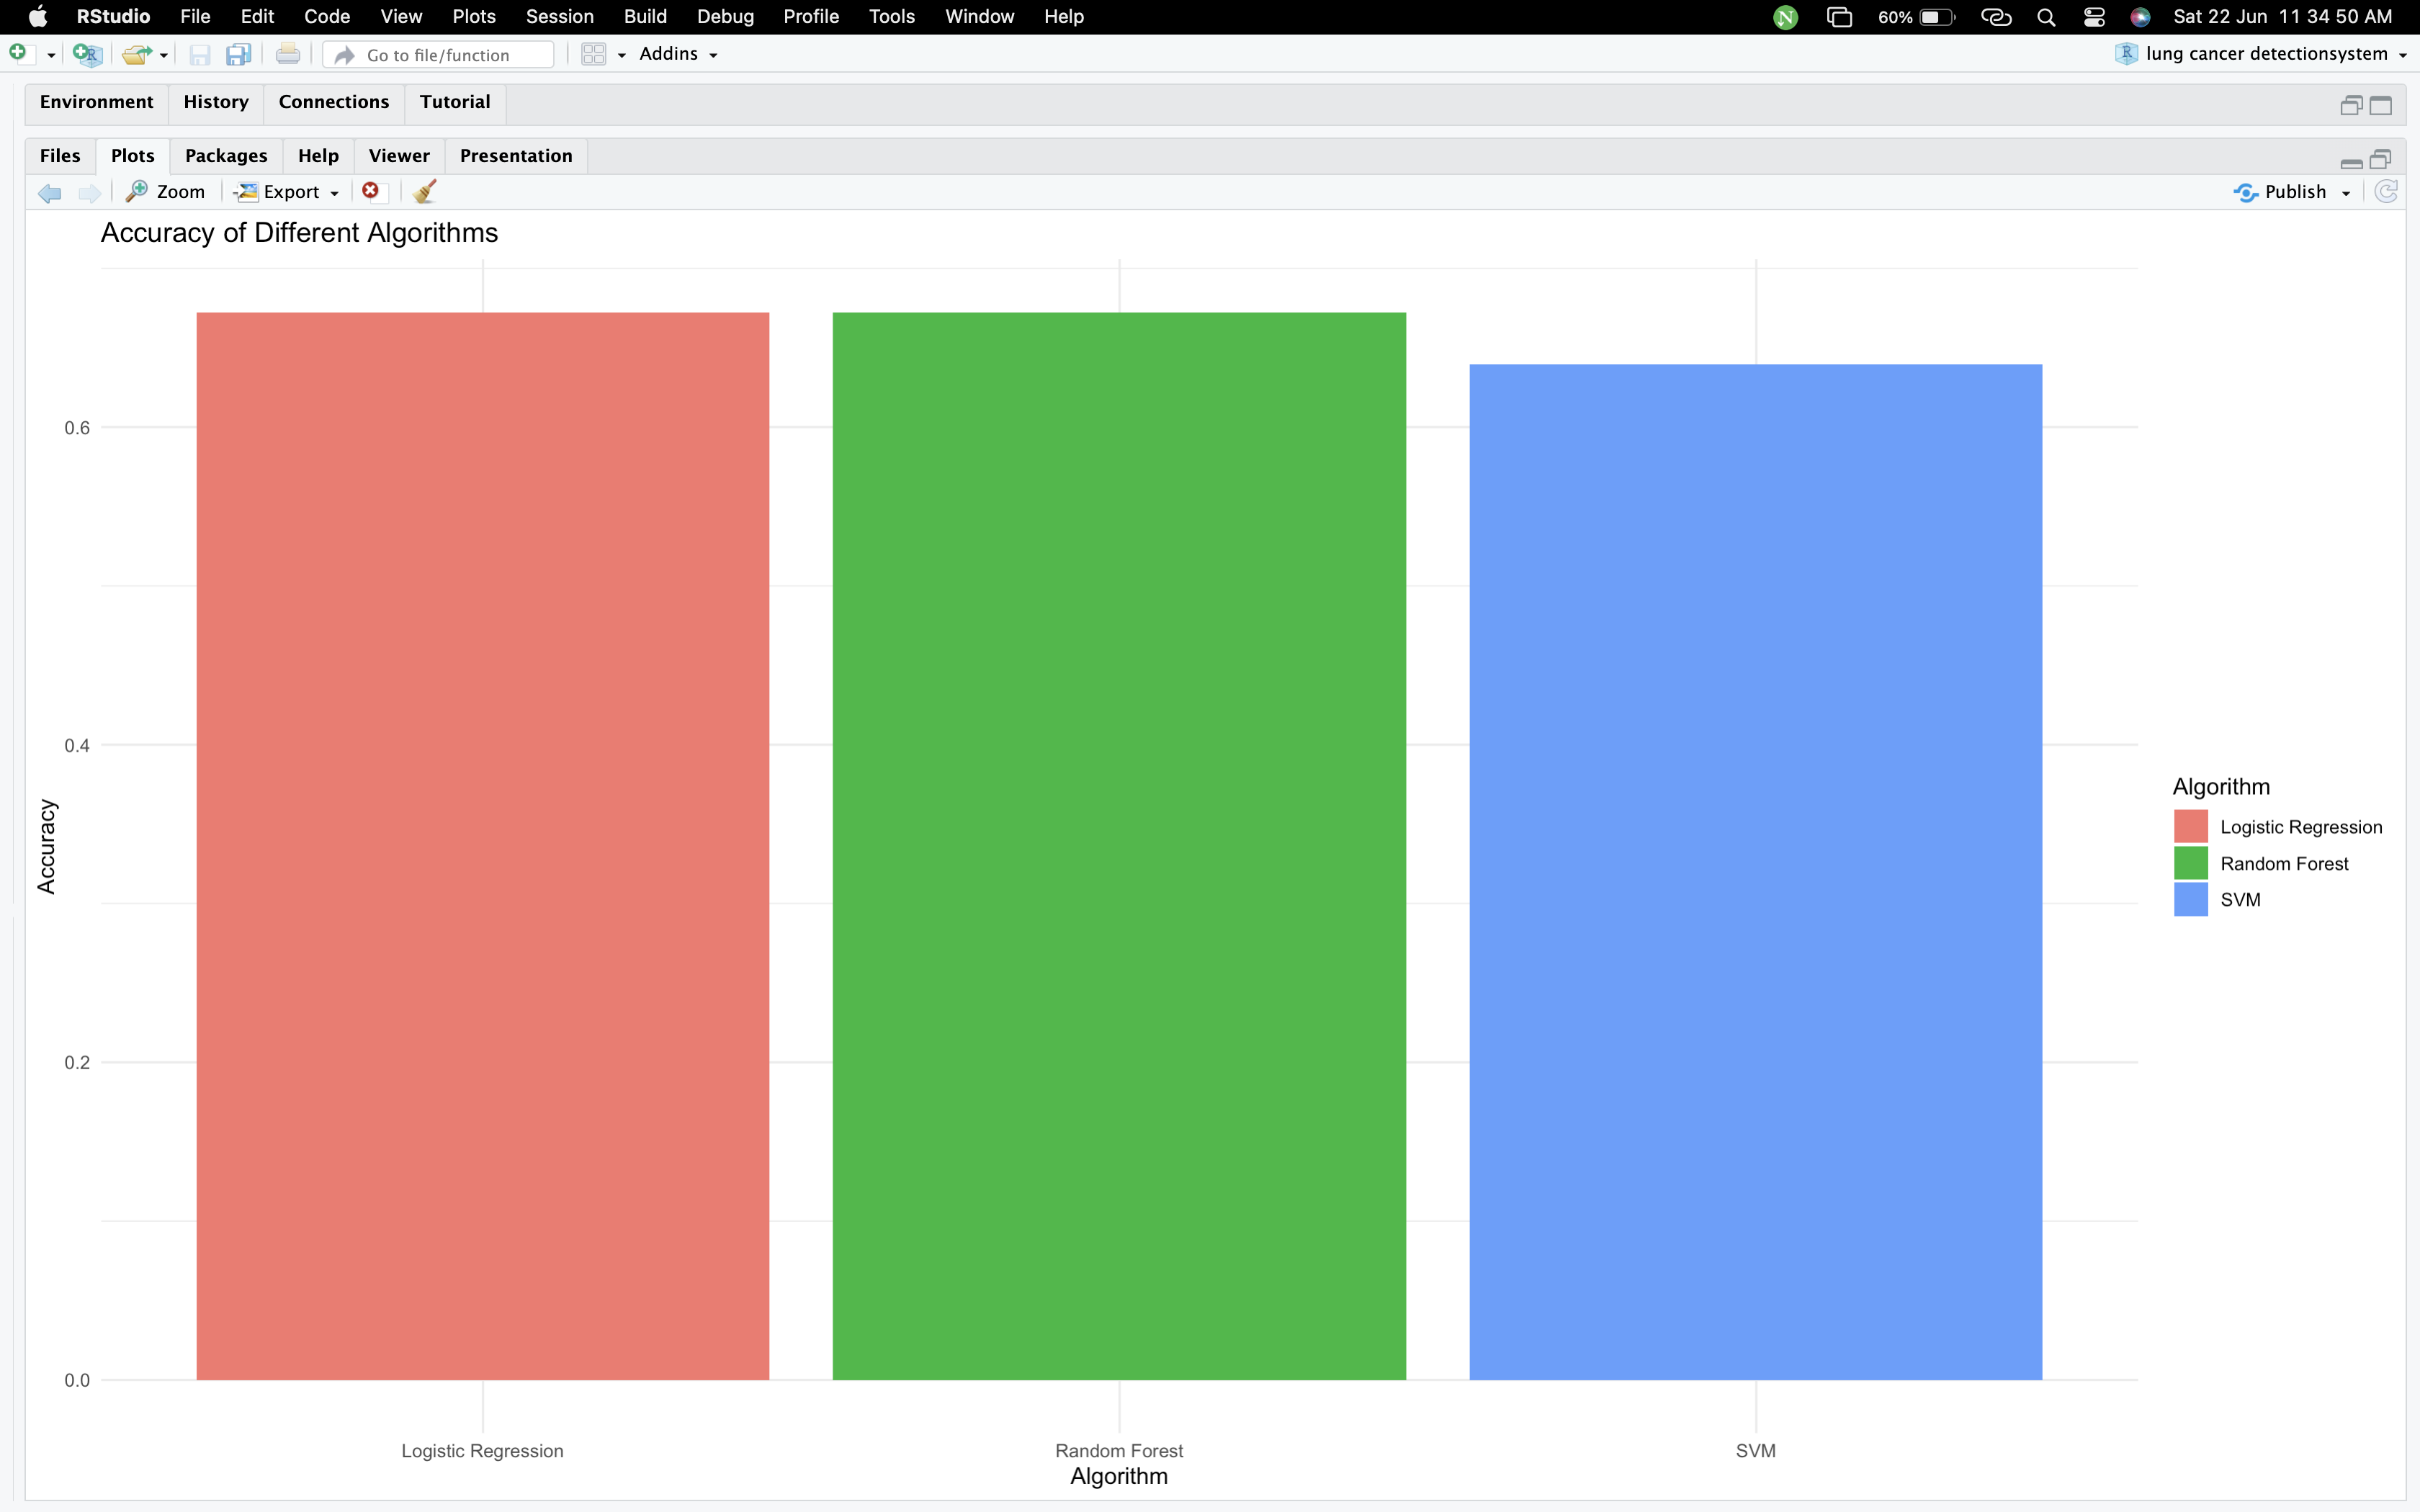 RStudio File Edit Code View Plots Session Build Debug Profile Tools Window Help N 60% Sat 22 Jun 11 34 50 AM
R Go to file/function Addins R lung cancer detectionsystem
Environment History Connections Tutorial
Files Plots Packages Help Viewer Presentation
Zoom Export Publish
Accuracy of Different Algorithms
0.6
0.4
0.2
0.0
Accuracy
Logistic Regression Random Forest SVM
Algorithm
Algorithm
Logistic Regression
Random Forest
SVM